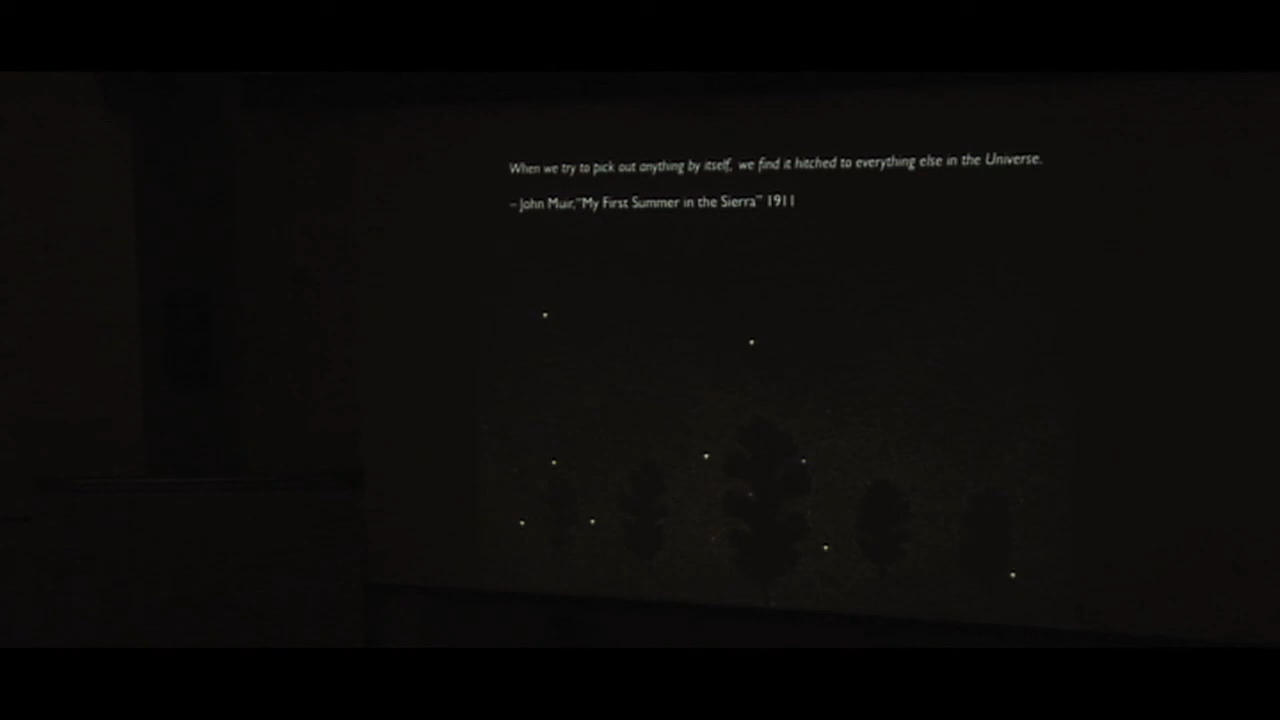 When we try to pick out anything by itself, we find it hitched to everything else in the Universe.
– John Muir, "My First Summer in the Sierra" 1911